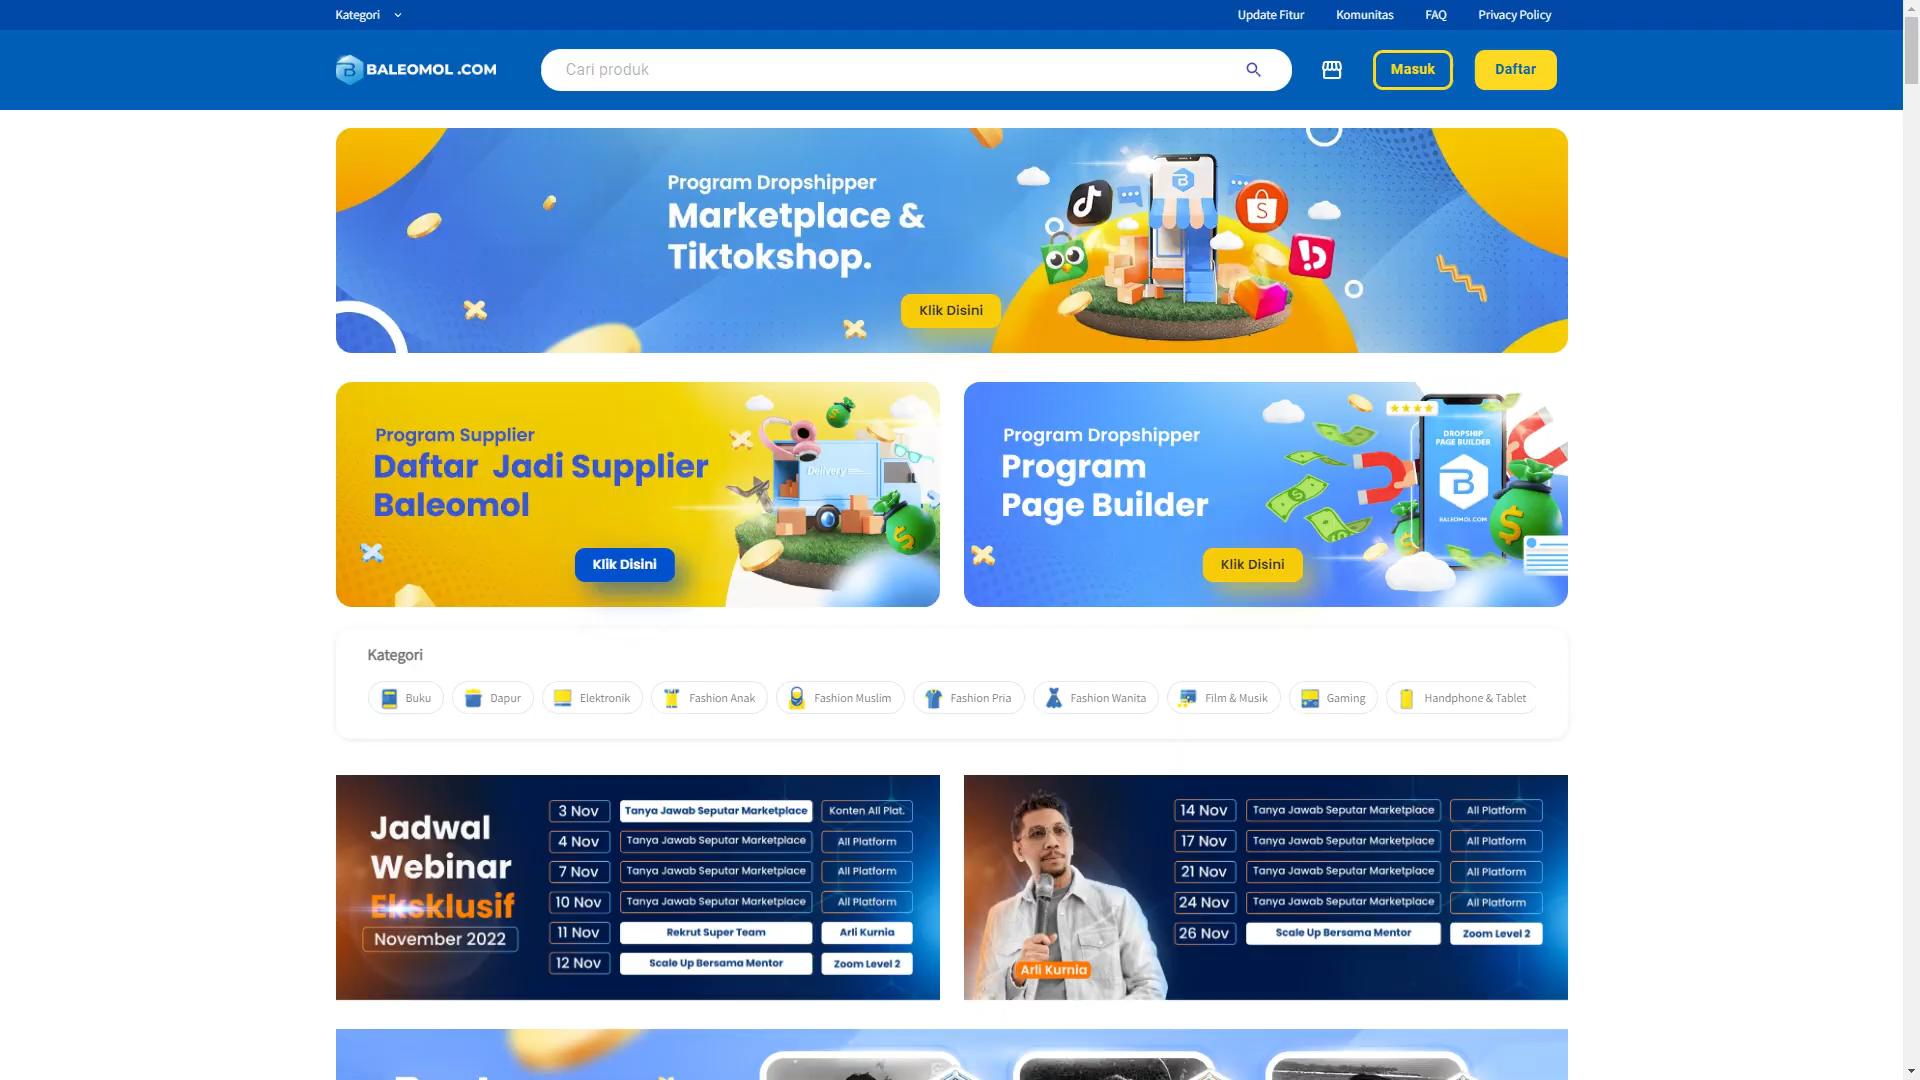 Kategori
Update Fitur
Komunitas
FAQ
Privacy Policy
BALEOMOL .COM
Cari produk
Masuk
Daftar
Program Dropshipper
Marketplace &
Tiktokshop.
Klik Disini
Program Supplier
Daftar Jadi Supplier
Baleomol
Delivery
Klik Disini
Program Dropshipper
Program
Page Builder
Klik Disini
DROPSHIP
PAGE BUILDER
BALEOMOL.COM
Kategori
Buku
Dapur
Elektronik
Fashion Anak
Fashion Muslim
Fashion Pria
Fashion Wanita
Film & Musik
Gaming
Handphone & Tablet
Jadwal
Webinar
Eksklusif
November 2022
3 Nov Tanya Jawab Seputar Marketplace Konten All Plat.
4 Nov Tanya Jawab Seputar Marketplace All Platform
7 Nov Tanya Jawab Seputar Marketplace All Platform
10 Nov Tanya Jawab Seputar Marketplace All Platform
11 Nov Rekrut Super Team Arli Kurnia
12 Nov Scale Up Bersama Mentor Zoom Level 2
Arli Kurnia
14 Nov Tanya Jawab Seputar Marketplace All Platform
17 Nov Tanya Jawab Seputar Marketplace All Platform
21 Nov Tanya Jawab Seputar Marketplace All Platform
24 Nov Tanya Jawab Seputar Marketplace All Platform
26 Nov Scale Up Bersama Mentor Zoom Level 2